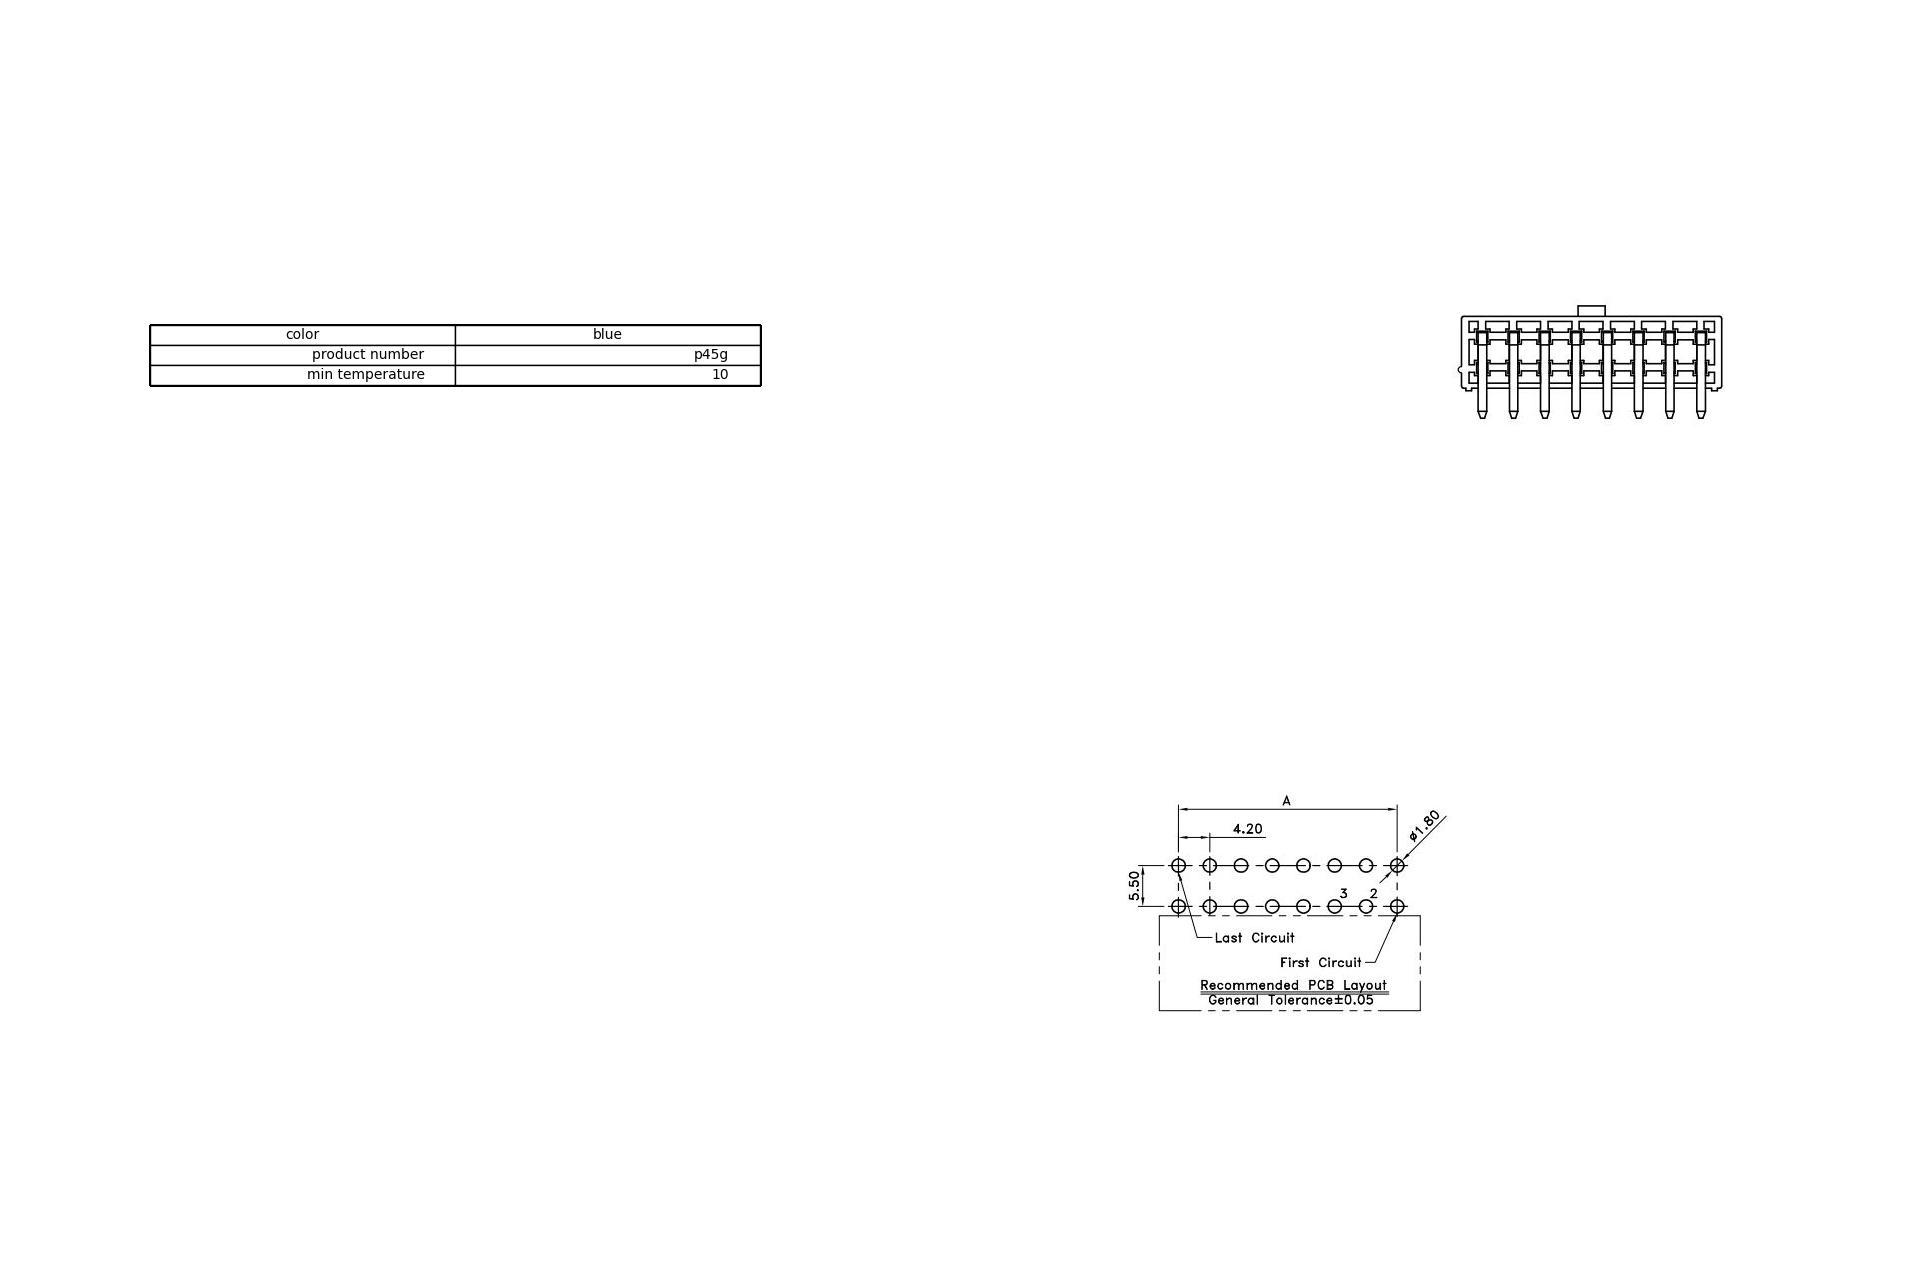 color blue
product number p45g
min temperature 10
A
4.20
ø1.80
5.50
3 2
Last Circuit
First Circuit
Recommended PCB Layout
General Tolerance±0.05